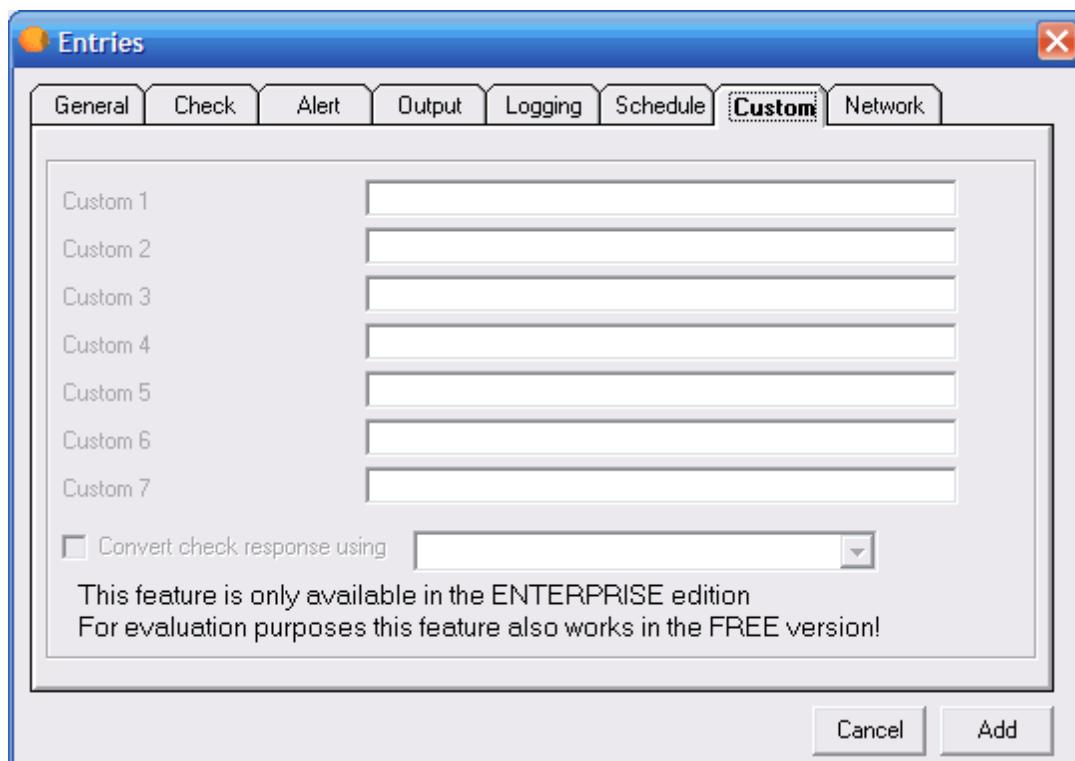 Entries
General Check Alert Output Logging Schedule Custom Network
Custom 1
Custom 2
Custom 3
Custom 4
Custom 5
Custom 6
Custom 7
Convert check response using
This feature is only available in the ENTERPRISE edition
For evaluation purposes this feature also works in the FREE version!
Cancel Add